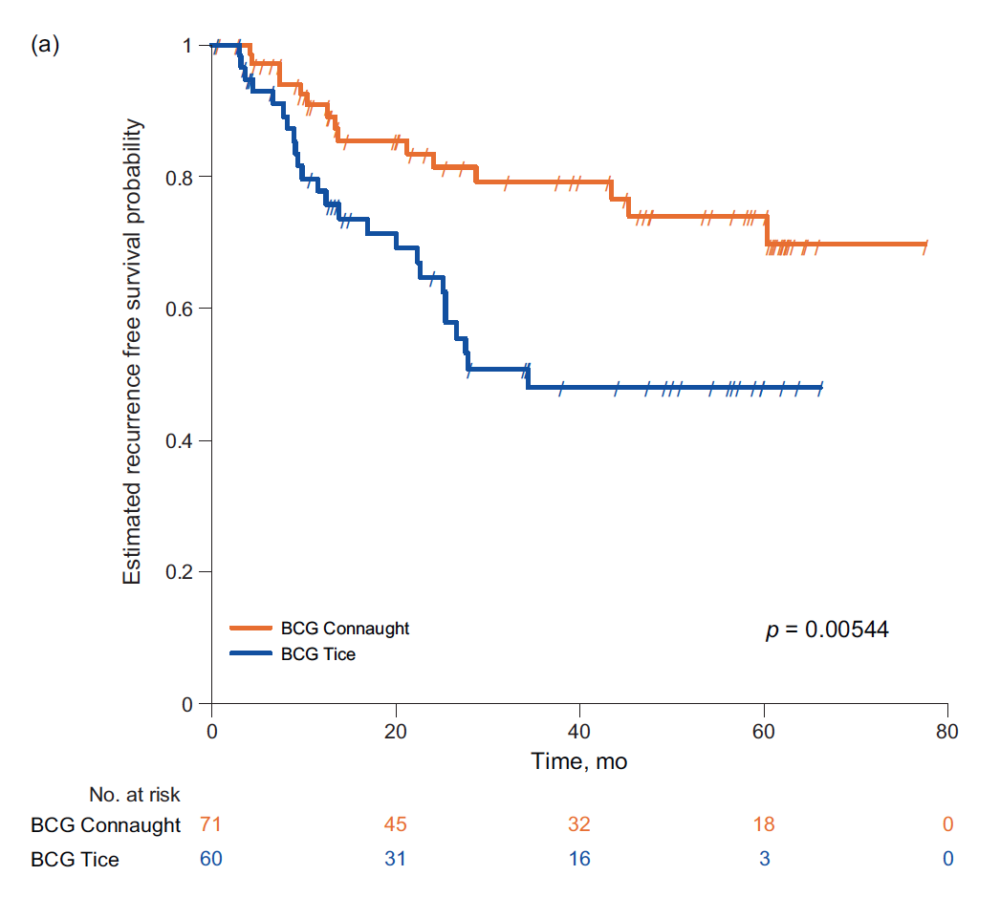 (a)
Estimated recurrence free survival probability
1
0.8
0.6
0.4
0.2
0
BCG Connaught
BCG Tice
p = 0.00544
0 20 40 60 80
Time, mo
No. at risk
BCG Connaught 71 45 32 18 0
BCG Tice 60 31 16 3 0